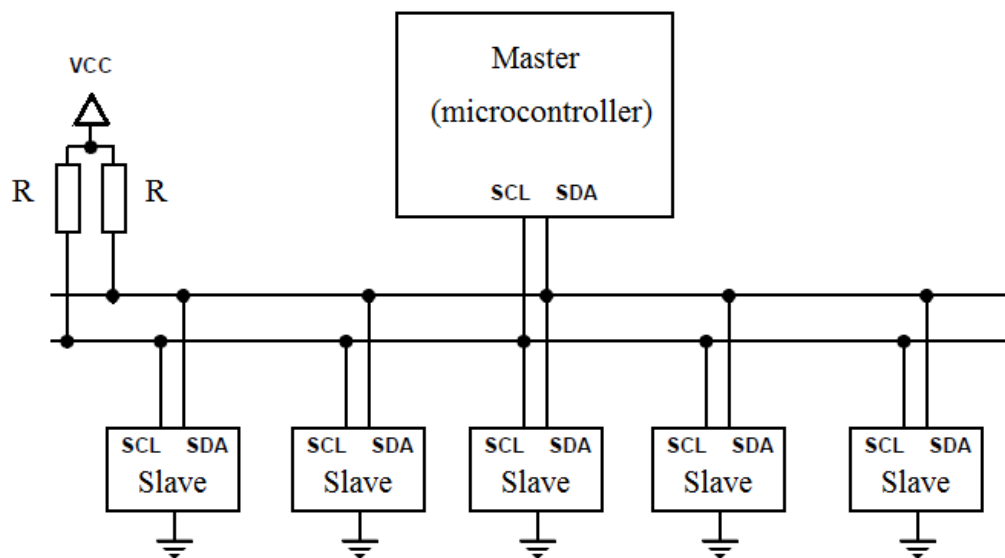 VCC
Master
(microcontroller)
R
R
SCL SDA
SCL SDA
Slave
SCL SDA
Slave
SCL SDA
Slave
SCL SDA
Slave
SCL SDA
Slave